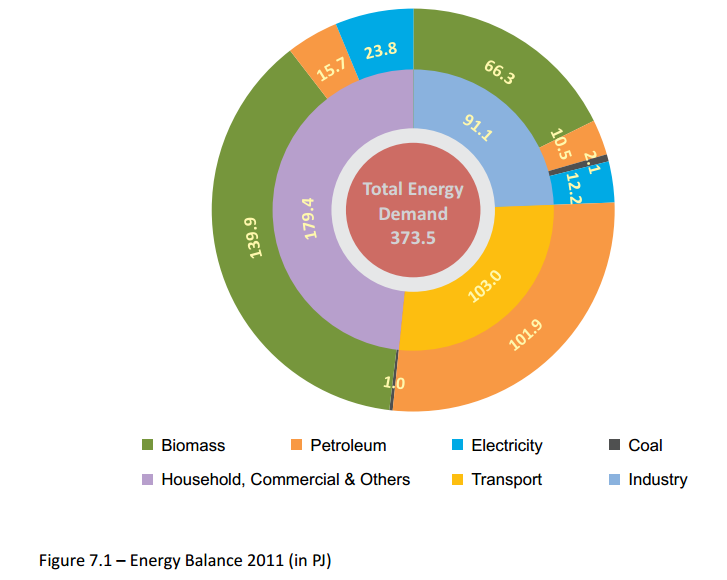 23.8
15.7
66.3
91.1
10.5
2.1
12.2
Total Energy
Demand
373.5
179.4
139.9
103.0
101.9
1.0
Biomass Petroleum Electricity Coal
Household, Commercial & Others Transport Industry
Figure 7.1 – Energy Balance 2011 (in PJ)